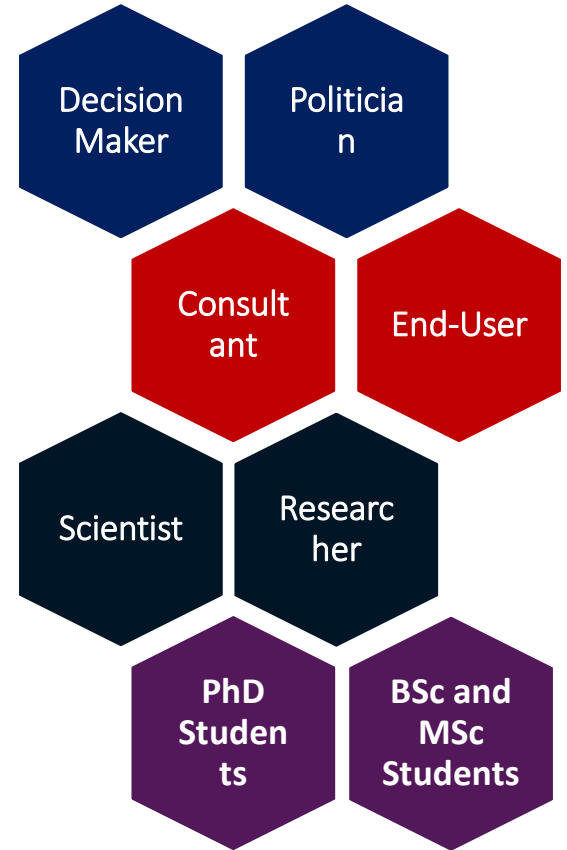 Decision
Maker
Politicia
n
Consult
ant
End-User
Scientist
Researc
her
PhD
Studen
ts
BSc and
MSc
Students